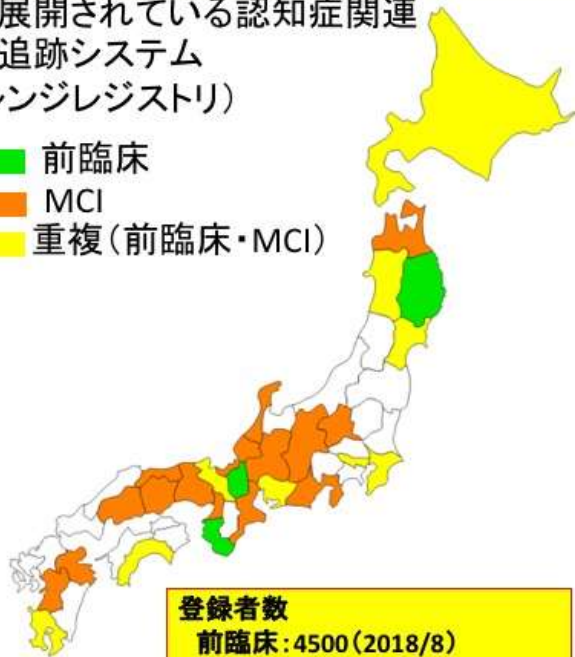 展開されている認知症関連
追跡システム
レンジレジストリ）
前臨床
MCI
重複（前臨床・MCI）
登録者数
前臨床：4500（2018/8）